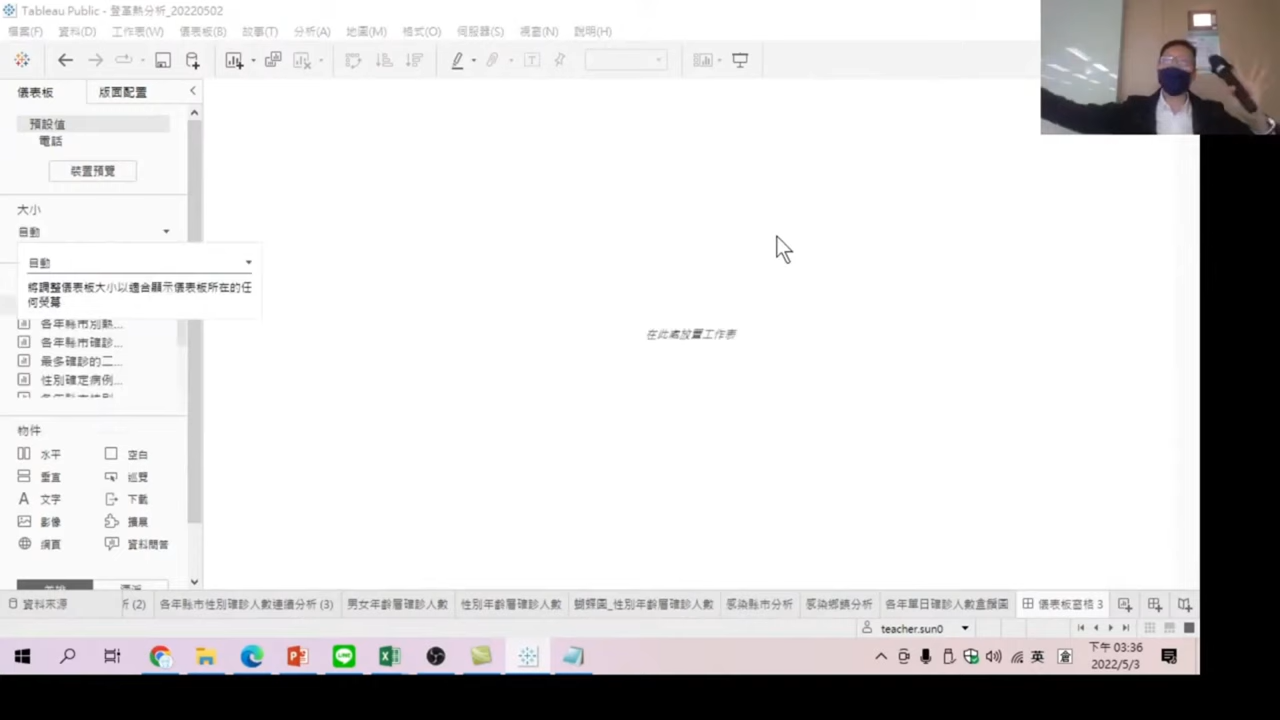 Tableau Public - 登革熱分析_20220502
檔案(F) 資料(D) 工作表(W) 儀表板(B) 故事(T) 分析(A) 地圖(M) 格式(O) 伺服器(S) 視窗(N) 說明(H)
儀表板 版面配置
預設值
電話
裝置預覽
大小
自動
自動
將調整儀表板大小以適合顯示儀表板所在的任
何熒幕
各年縣市別熱...
各年縣市確診...
最多確診的二...
性別確定病例...
在此處放置工作表
物件
水平 空白
垂直 巡覽
文字 下載
影像 擴展
網頁 資料問答
資料來源 析 (2) 各年縣市性別確診人數連續分析 (3) 男女年齡層確診人數 性別年齡層確診人數 蝴蝶圖_性別年齡層確診人數 感染縣市分析 感染鄉鎮分析 各年單日確診人數盒鬚圖 儀表板窗格 3
teacher.sun0
英 下午 03:36
2022/5/3